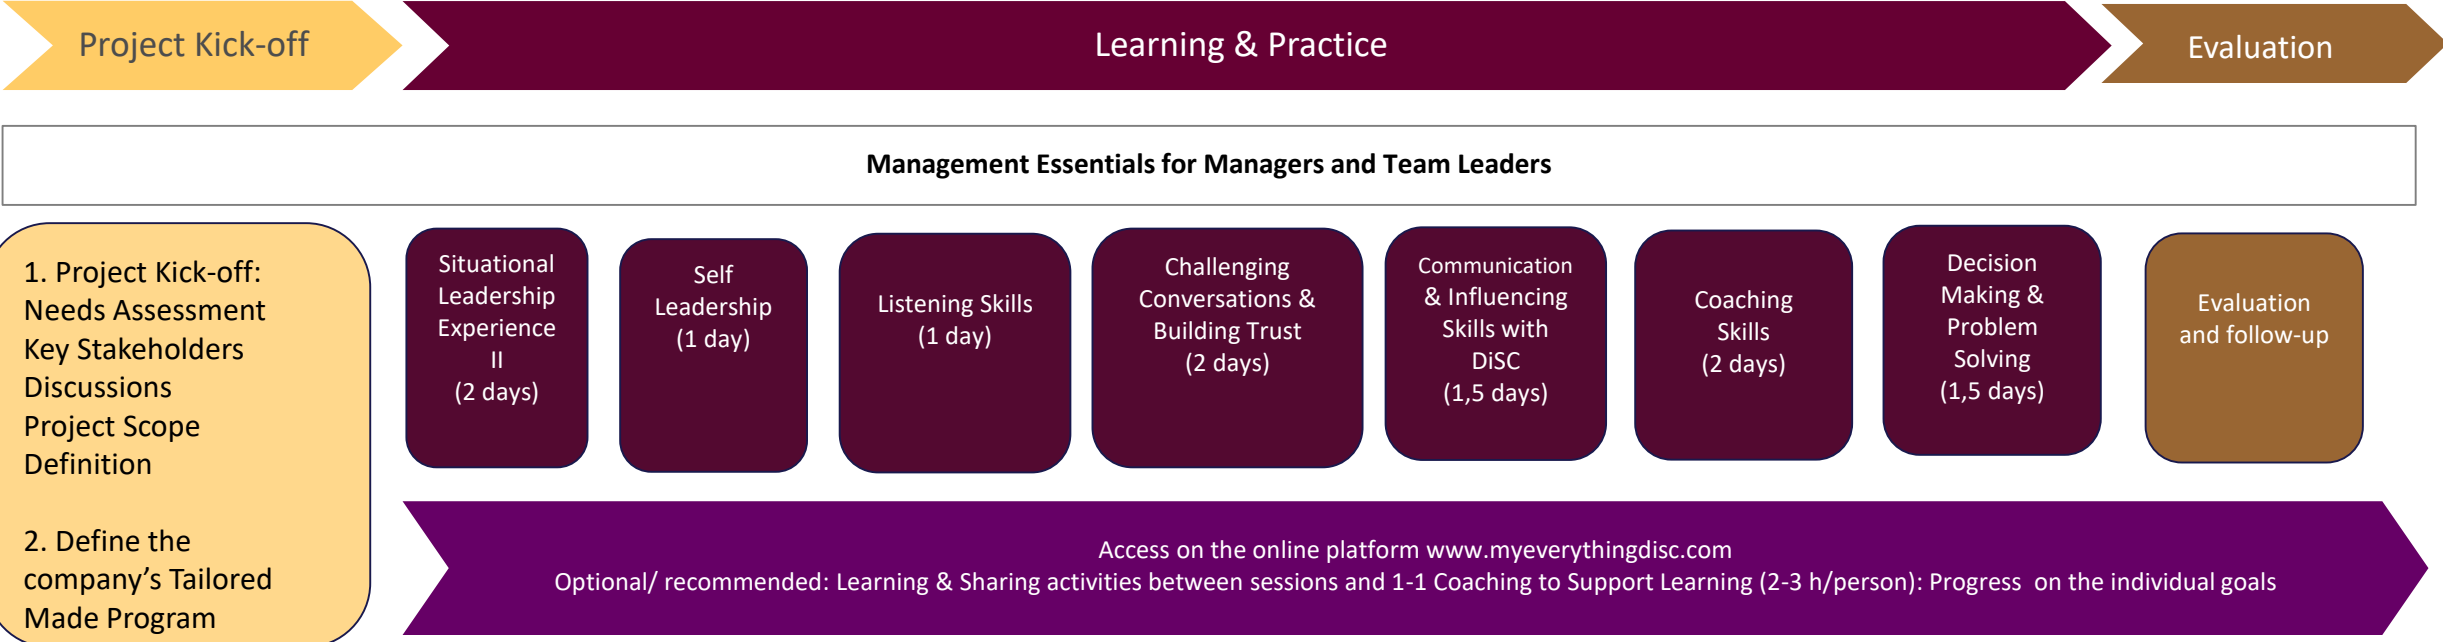 Project Kick-off
Learning & Practice
Evaluation
Management Essentials for Managers and Team Leaders
1. Project Kick-off:
Needs Assessment
Key Stakeholders
Discussions
Project Scope
Definition
2. Define the
company’s Tailored
Made Program
Situational
Leadership
Experience
II
(2 days)
Self
Leadership
(1 day)
Listening Skills
(1 day)
Challenging
Conversations &
Building Trust
(2 days)
Communication
& Influencing
Skills with
DiSC
(1,5 days)
Coaching
Skills
(2 days)
Decision
Making &
Problem
Solving
(1,5 days)
Evaluation
and follow-up
Access on the online platform www.myeverythingdisc.com
Optional/ recommended: Learning & Sharing activities between sessions and 1-1 Coaching to Support Learning (2-3 h/person): Progress  on the individual goals